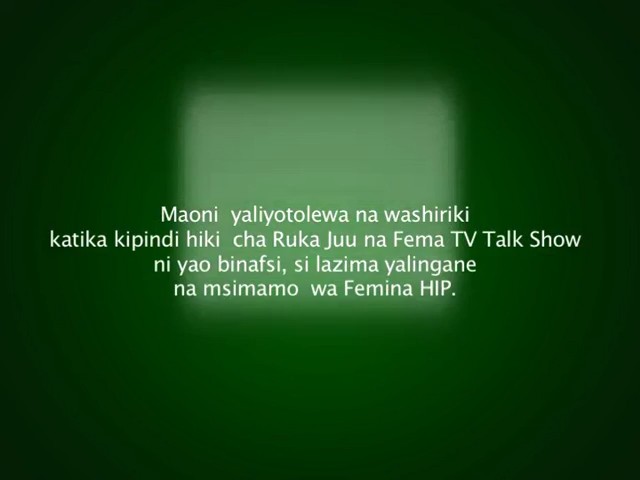 Maoni yaliyotolewa na washiriki
katika kipindi hiki cha Ruka Juu na Fema TV Talk Show
ni yao binafsi, si lazima yalingane
na msimamo wa Femina HIP.